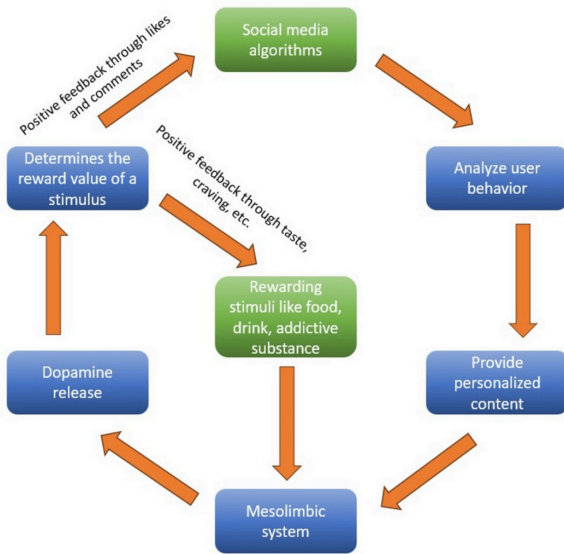 Social media
algorithms
Positive feedback through likes
and comments
Determines the
reward value of a
stimulus
Positive feedback through taste,
craving, etc.
Analyze user
behavior
Rewarding
stimuli like food,
drink, addictive
substance
Dopamine
release
Provide
personalized
content
Mesolimbic
system